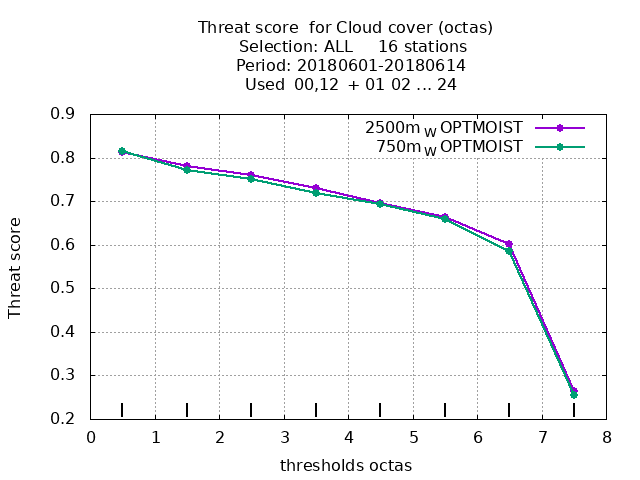 Threat score for Cloud cover (octas)
Selection: ALL 16 stations
Period: 20180601-20180614
Used 00,12 + 01 02 ... 24
2500m W OPTMOIST
750m W OPTMOIST
Threat score
0.9
0.8
0.7
0.6
0.5
0.4
0.3
0.2
0 1 2 3 4 5 6 7 8
thresholds octas